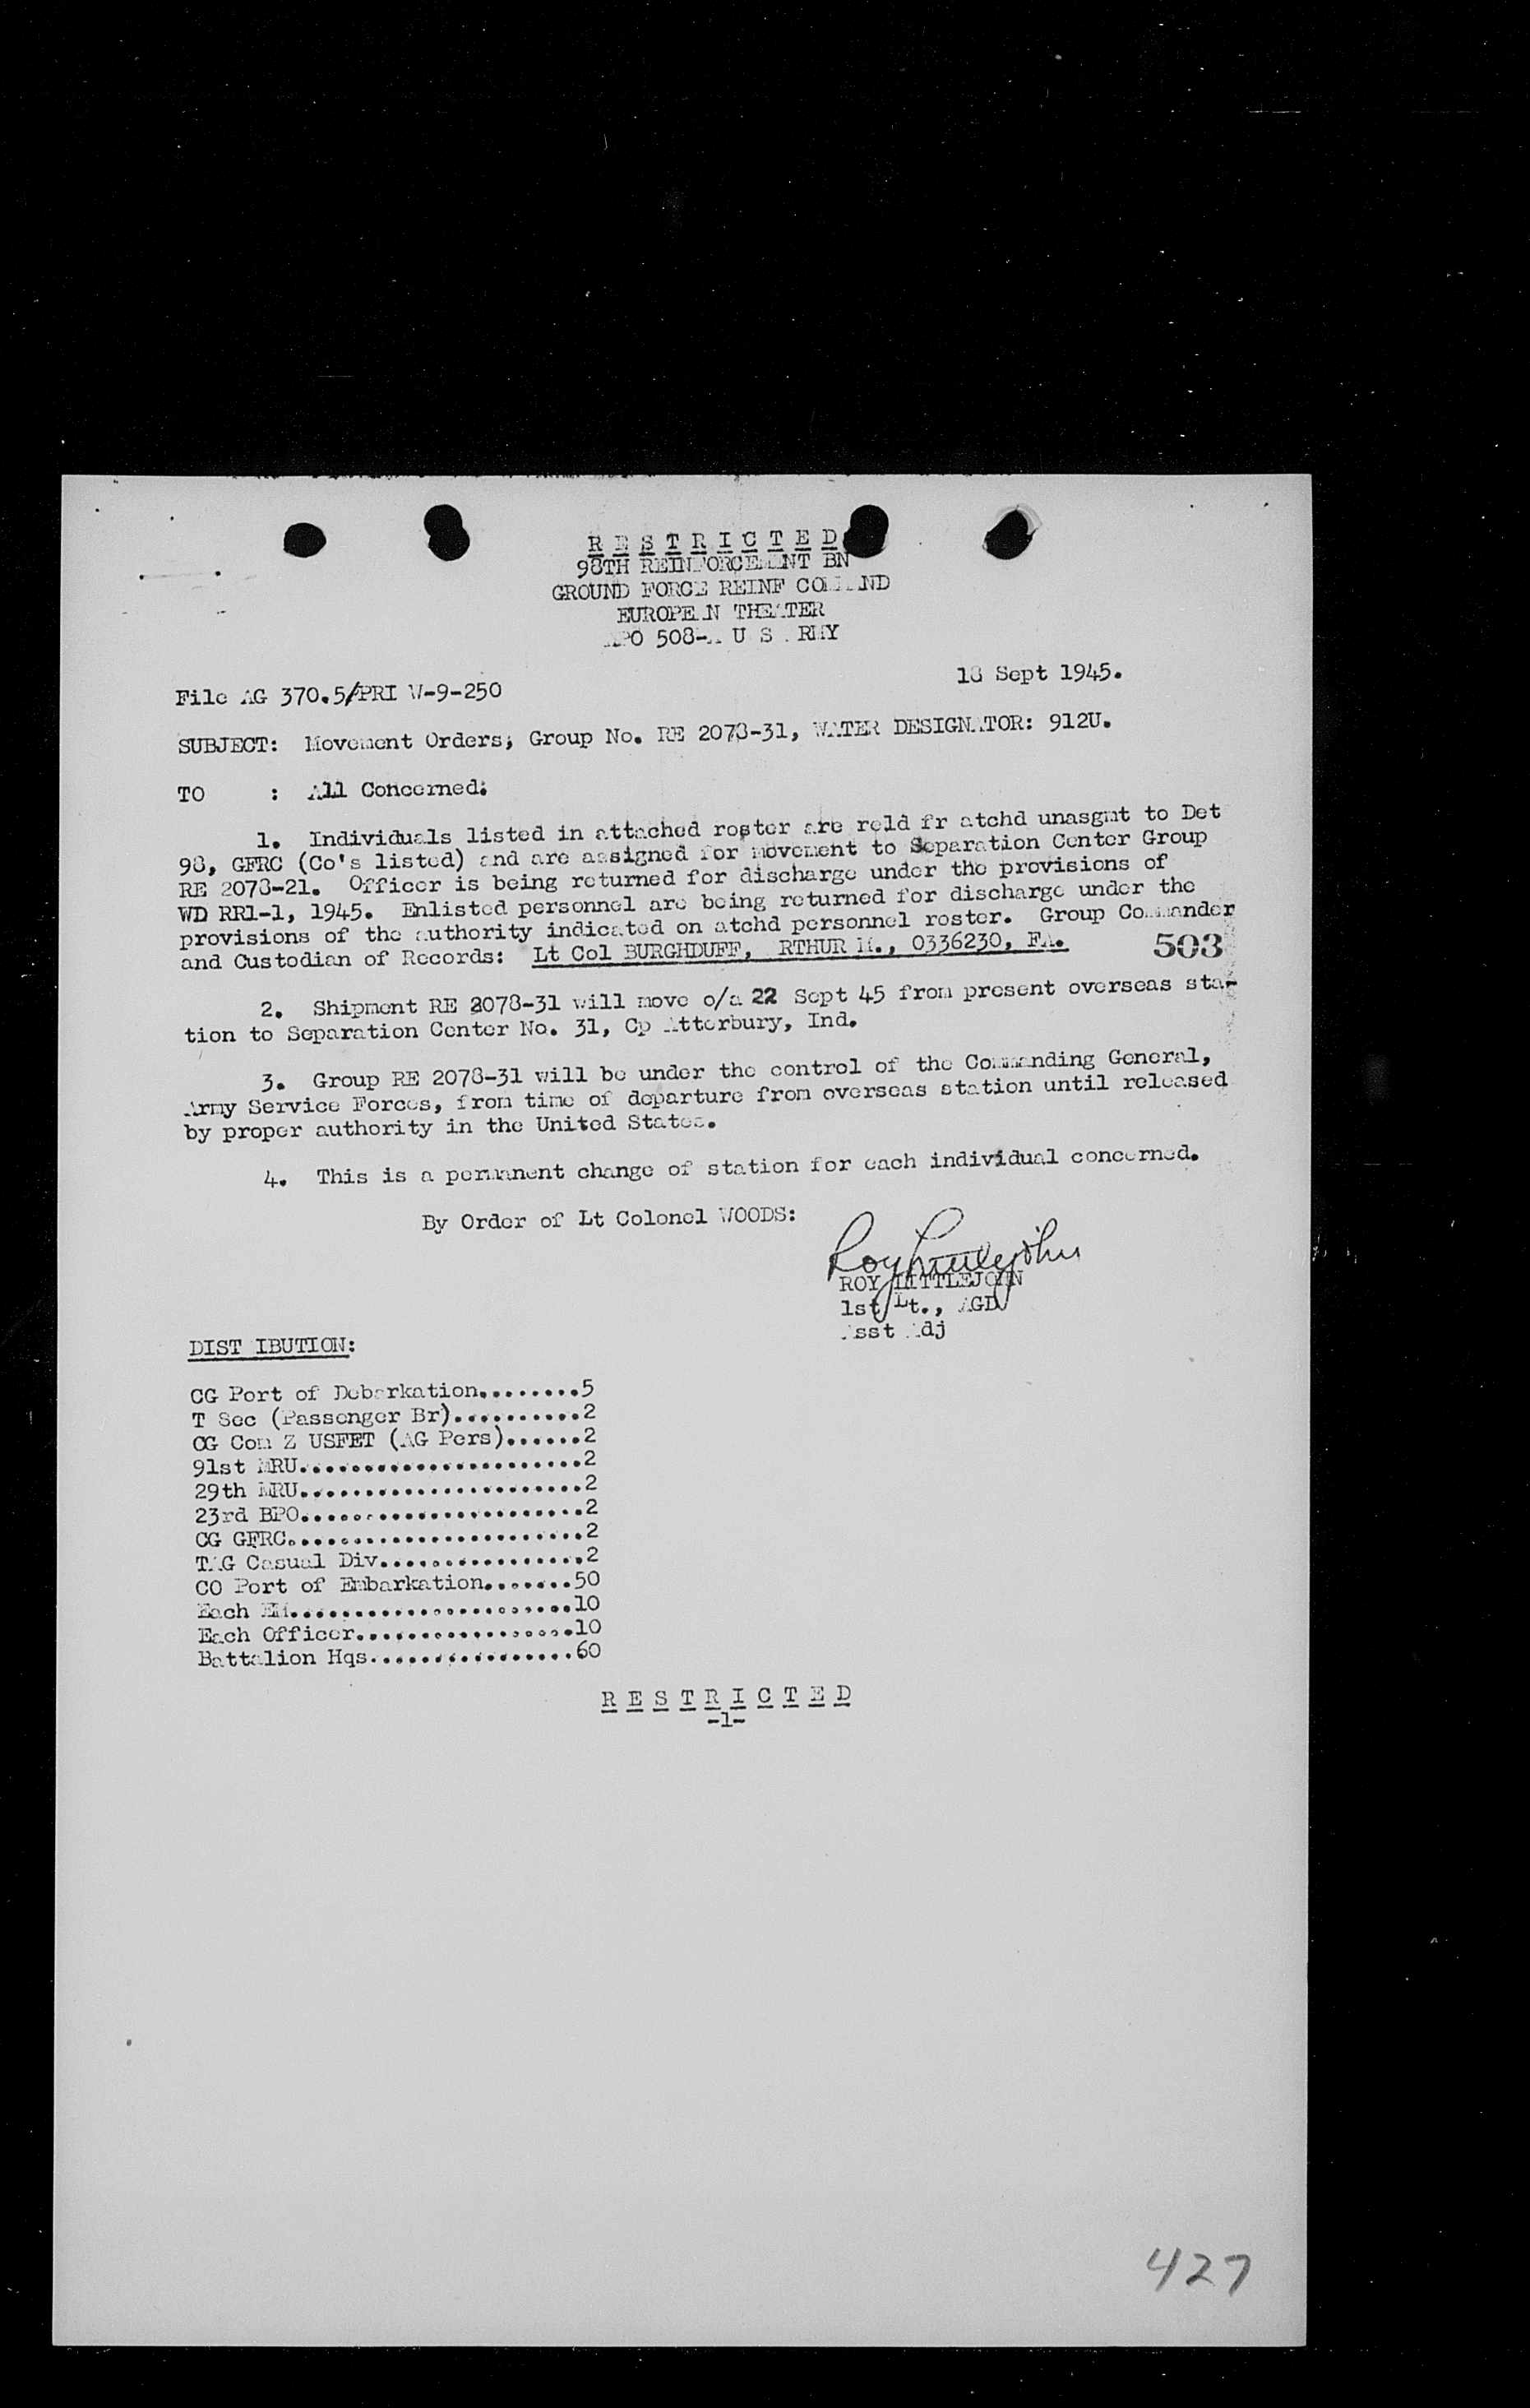 R E S T R I C T E D
98TH REINFORCEMENT BN
GROUND FORCE REINF COMMAND
EUROPEAN THEATER
APO 508-A U S ARMY
18 Sept 1945.
File AG 370.5/PRI W-9-250
SUBJECT: Movement Orders, Group No. RE 2078-31, WATER DESIGNATOR: 912U.
TO : All Concerned.
1. Individuals listed in attached roster are reld fr atchd unasgmt to Det
98, GFRC (Co's listed) and are assigned for movement to Separation Center Group
RE 2078-21. Officer is being returned for discharge under the provisions of
WD RR1-1, 1945. Enlisted personnel are being returned for discharge under the
provisions of the authority indicated on atchd personnel roster. Group Commander
and Custodian of Records: Lt Col BURGHDUFF, ARTHUR M., 0336230, FA.
503
2. Shipment RE 2078-31 will move o/a 22 Sept 45 from present overseas sta-
tion to Separation Center No. 31, Cp Atterbury, Ind.
3. Group RE 2078-31 will be under the control of the Commanding General,
Army Service Forces, from time of departure from overseas station until released
by proper authority in the United States.
4. This is a permanent change of station for each individual concerned.
By Order of Lt Colonel WOODS:
Roy Littlejohn
ROY LITTLEJOHN
1st Lt., AGD
Asst Adj
DIST IBUTION:
CG Port of Debarkation........5
T Sec (Passenger Br)..........2
CG Com Z USFET (AG Pers)......2
91st MRU......................2
29th MRU......................2
23rd BPO......................2
CG GFRC.......................2
TAG Casual Div................2
CO Port of Embarkation.......50
Each EM......................10
Each Officer.................10
Battalion Hqs................60
R E S T R I C T E D
-1-
427